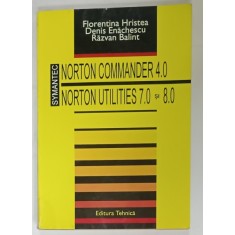 Florentina Hristea
Denis Enăchescu
Răzvan Balint
SYMANTEC
NORTON COMMANDER 4.0
NORTON UTILITIES 7.0 și 8.0
Editura Tehnică